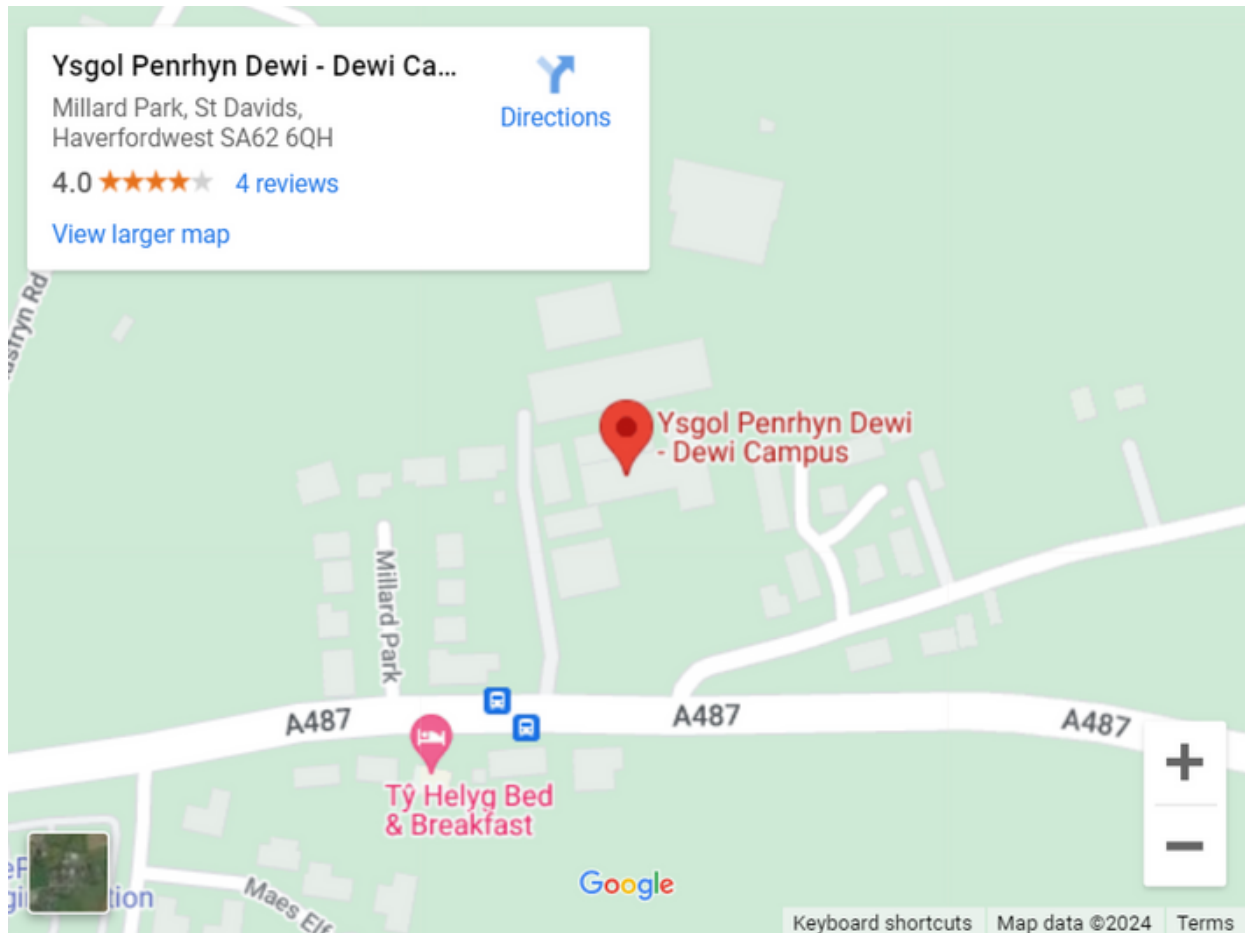 Ysgol Penrhyn Dewi - Dewi Ca...
Millard Park, St Davids,
Haverfordwest SA62 6QH
Directions
4.0
4 reviews
View larger map
Ysgol Penrhyn Dewi
- Dewi Campus
Millard Park
A487
A487
A487
Tŷ Helyg Bed
& Breakfast
Google
Keyboard shortcuts
Map data ©2024
Terms